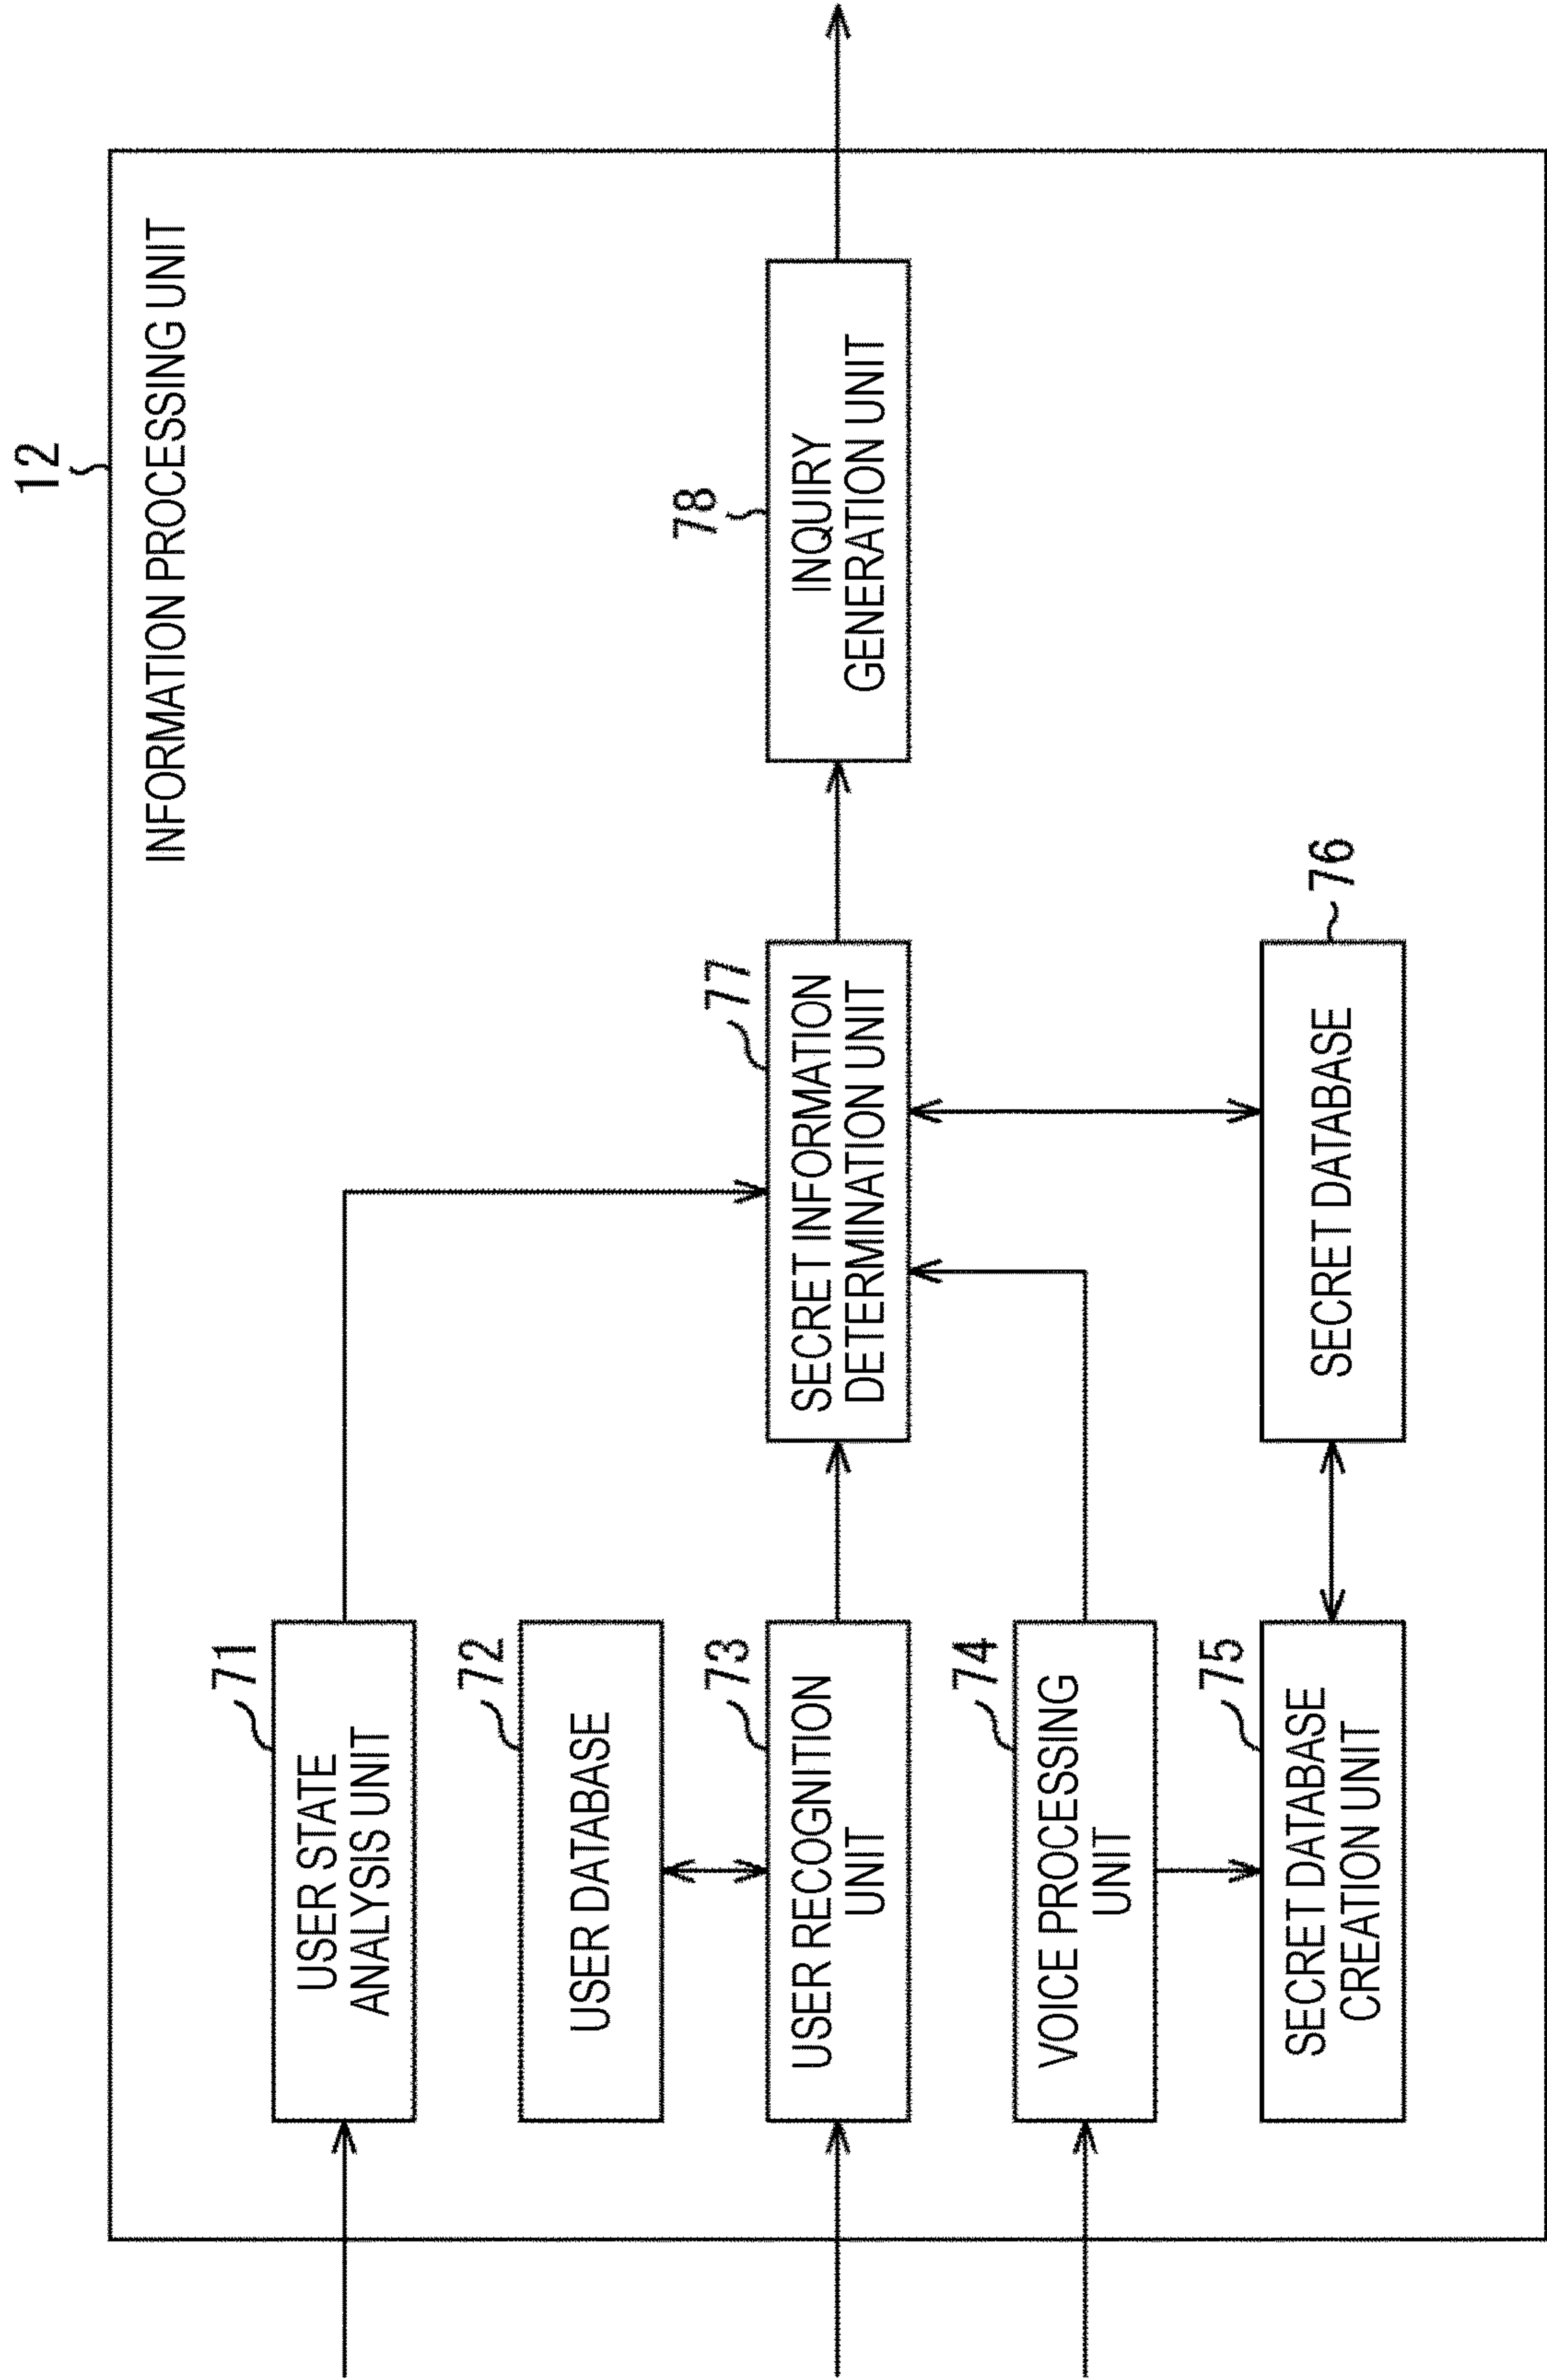 12
INFORMATION PROCESSING UNIT
71
USER STATE
ANALYSIS UNIT
72
USER DATABASE
73
USER RECOGNITION
UNIT
77
SECRET INFORMATION
DETERMINATION UNIT
78
INQUIRY
GENERATION UNIT
74
VOICE PROCESSING
UNIT
75
SECRET DATABASE
CREATION UNIT
76
SECRET DATABASE